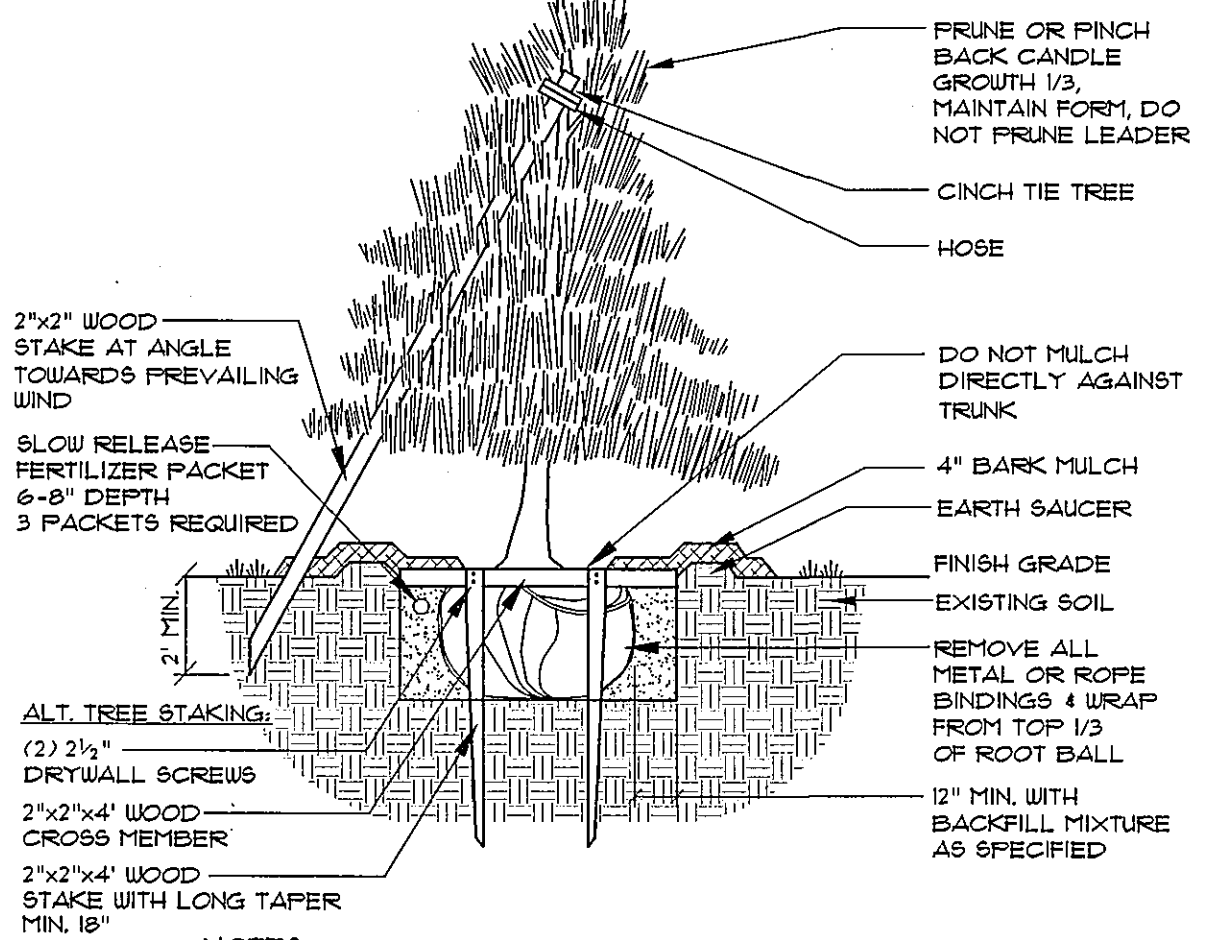 PRUNE OR PINCH
BACK CANDLE
GROWTH 1/3,
MAINTAIN FORM, DO
NOT PRUNE LEADER
CINCH TIE TREE
HOSE
2"x2" WOOD
STAKE AT ANGLE
TOWARDS PREVAILING
WIND
SLOW RELEASE
FERTILIZER PACKET
6-8" DEPTH
3 PACKETS REQUIRED
DO NOT MULCH
DIRECTLY AGAINST
TRUNK
4" BARK MULCH
EARTH SAUCER
FINISH GRADE
EXISTING SOIL
2' MIN.
REMOVE ALL
METAL OR ROPE
BINDINGS & WRAP
FROM TOP 1/3
OF ROOT BALL
ALT. TREE STAKING:
(2) 2½"
DRYWALL SCREWS
2"x2"x4' WOOD
CROSS MEMBER
2"x2"x4' WOOD
STAKE WITH LONG TAPER
MIN. 18"
12" MIN. WITH
BACKFILL MIXTURE
AS SPECIFIED